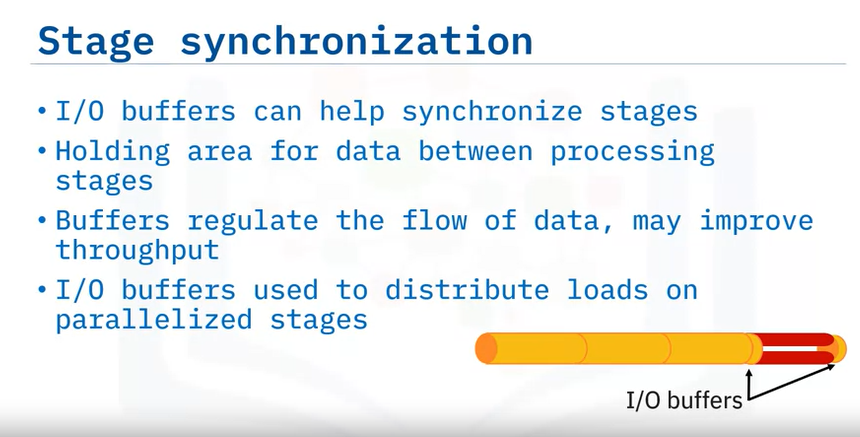 Stage synchronization
• I/O buffers can help synchronize stages
• Holding area for data between processing
stages
• Buffers regulate the flow of data, may improve
throughput
• I/O buffers used to distribute loads on
parallelized stages
I/O buffers